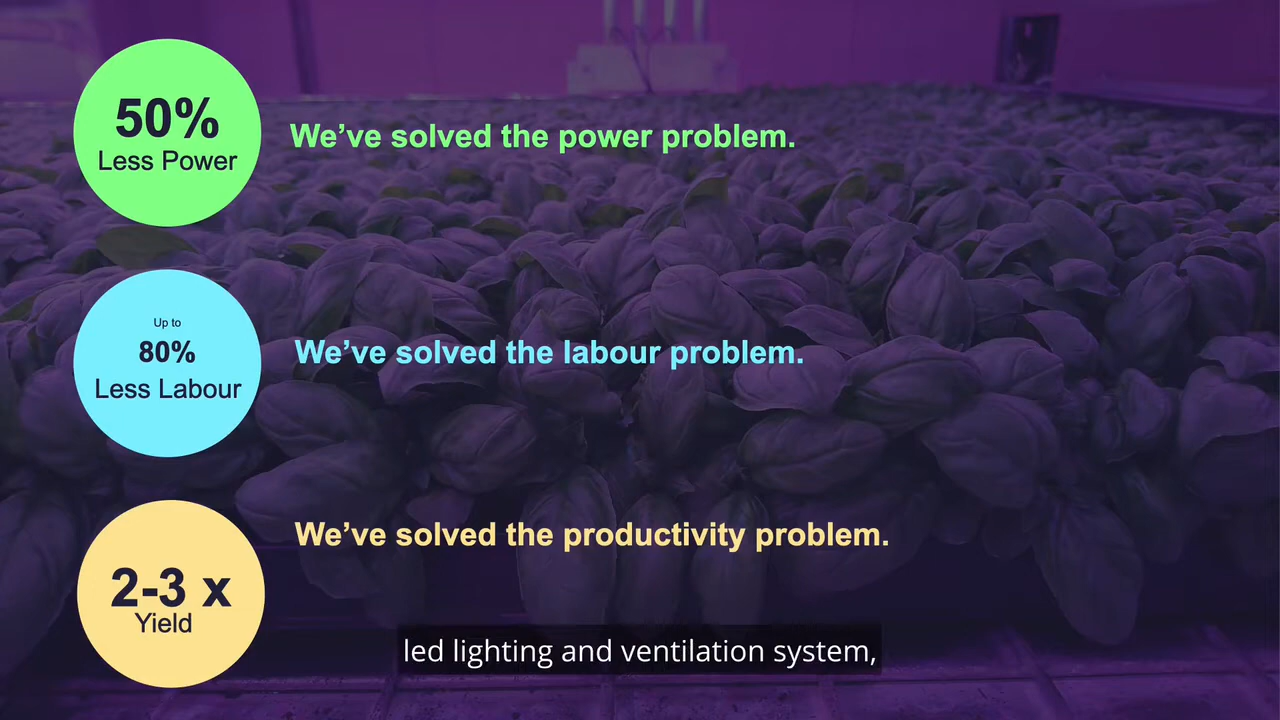 50%
Less Power
We’ve solved the power problem.
Up to
80%
Less Labour
We’ve solved the labour problem.
2-3 x
Yield
We’ve solved the productivity problem.
led lighting and ventilation system,